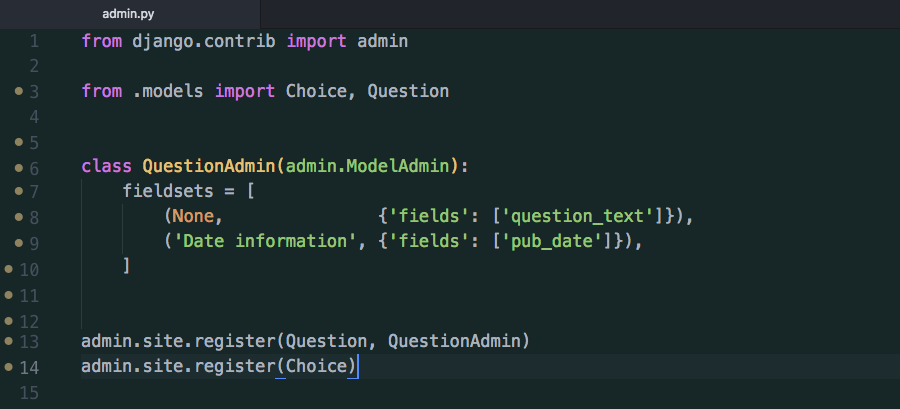 admin.py
1 from django.contrib import admin
2
3 from .models import Choice, Question
4
5
6 class QuestionAdmin(admin.ModelAdmin):
7     fieldsets = [
8         (None,               {'fields': ['question_text']}),
9         ('Date information', {'fields': ['pub_date']}),
10     ]
11
12
13 admin.site.register(Question, QuestionAdmin)
14 admin.site.register(Choice)
15